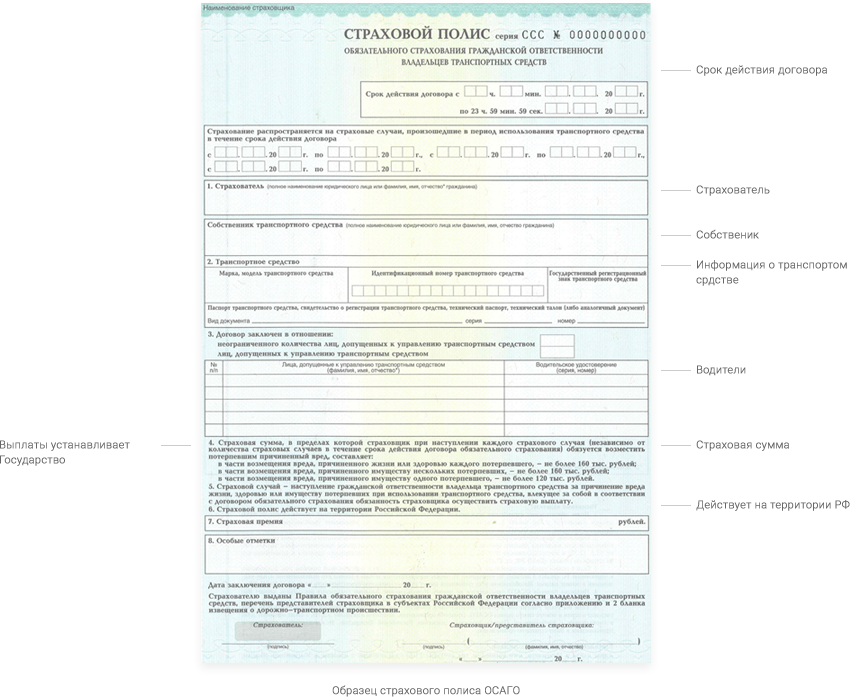 Наименование страховщика
СТРАХОВОЙ ПОЛИС серия ССС № 0000000000
ОБЯЗАТЕЛЬНОГО СТРАХОВАНИЯ ГРАЖДАНСКОЙ ОТВЕТСТВЕННОСТИ
ВЛАДЕЛЬЦЕВ ТРАНСПОРТНЫХ СРЕДСТВ
Срок действия договора
Срок действия договора с ч. мин. . . 20 г.
по 23 ч. 59 мин. 59 сек. . . 20 г.
Страхование распространяется на страховые случаи, произошедшие в период использования транспортного средства
в течение срока действия договора
с . . 20 г. по . . 20 г., с . . 20 г. по . . 20 г.,
с . . 20 г. по . . 20 г.
1. Страхователь (полное наименование юридического лица или фамилия, имя, отчество* гражданина)
Страхователь
Собственник транспортного средства (полное наименование юридического лица или фамилия, имя, отчество гражданина)
Собственик
2. Транспортное средство
Информация о транспортом
срдстве
Марка, модель транспортного средства
Идентификационный номер транспортного средства
Государственный регистрационный
знак транспортного средства
Паспорт транспортного средства, свидетельство о регистрации транспортного средства, технический паспорт, технический талон (либо аналогичный документ)
Вид документа серия номер
3. Договор заключен в отношении:
неограниченного количества лиц, допущенных к управлению транспортным средством
лиц, допущенных к управлению транспортным средством
№
п/п
Лица, допущенные к управлению транспортным средством
(фамилия, имя, отчество*)
Водительское удостоверение
(серия, номер)
Водители
Выплаты устанавливает
Государство
4. Страховая сумма, в пределах которой страховщик при наступлении каждого страхового случая (независимо от
количества страховых случаев в течение срока действия договора обязательного страхования) обязуется возместить
потерпевшим причиненный вред, составляет:
в части возмещения вреда, причиненного жизни или здоровью каждого потерпевшего, – не более 160 тыс. рублей;
в части возмещения вреда, причиненного имуществу нескольких потерпевших, – не более 160 тыс. рублей;
в части возмещения вреда, причиненного имуществу одного потерпевшего, – не более 120 тыс. рублей.
Страховая сумма
5. Страховой случай – наступление гражданской ответственности владельца транспортного средства за причинение вреда
жизни, здоровью или имуществу потерпевших при использовании транспортного средства, влекущее за собой в соответствии
с договором обязательного страхования обязанность страховщика осуществить страховую выплату.
6. Страховой полис действует на территории Российской Федерации.
Действует на территории РФ
7. Страховая премия рублей.
8. Особые отметки
Дата заключения договора « » 20 г.
Страхователю выданы Правила обязательного страхования гражданской ответственности владельцев транспортных
средств, перечень представителей страховщика в субъектах Российской Федерации согласно приложению и 2 бланка
извещения о дорожно-транспортном происшествии.
Страхователь:
(подпись)
Страховщик/представитель страховщика:
( )
(подпись) (фамилия, имя, отчество)
« » 20 г.
Образец страхового полиса ОСАГО